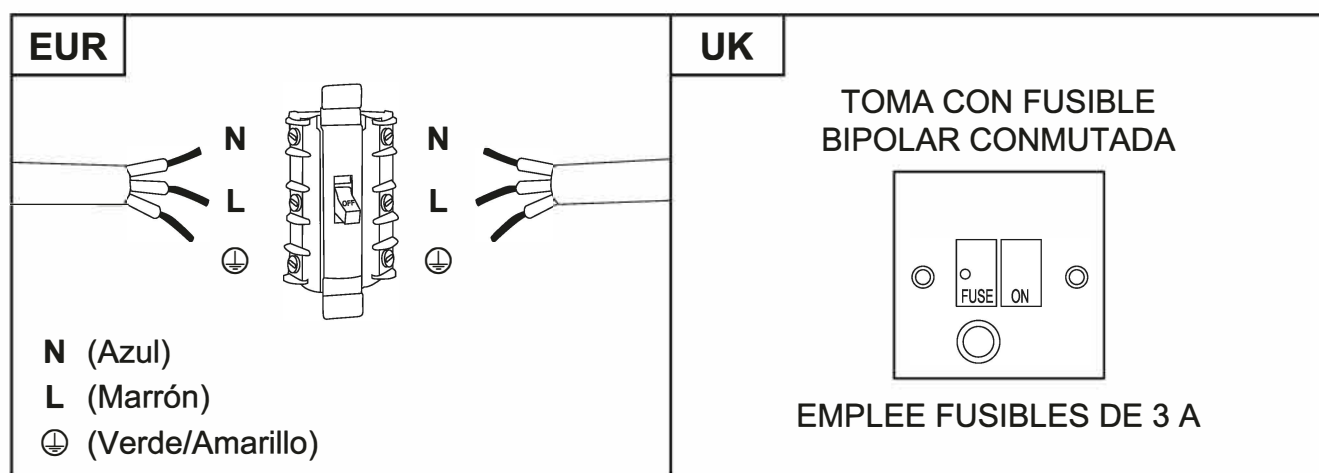 EUR
N
N
L
OFF
L
N (Azul)
L (Marrón)
(Verde/Amarillo)
UK
TOMA CON FUSIBLE
BIPOLAR CONMUTADA
FUSE ON
EMPLEE FUSIBLES DE 3 A